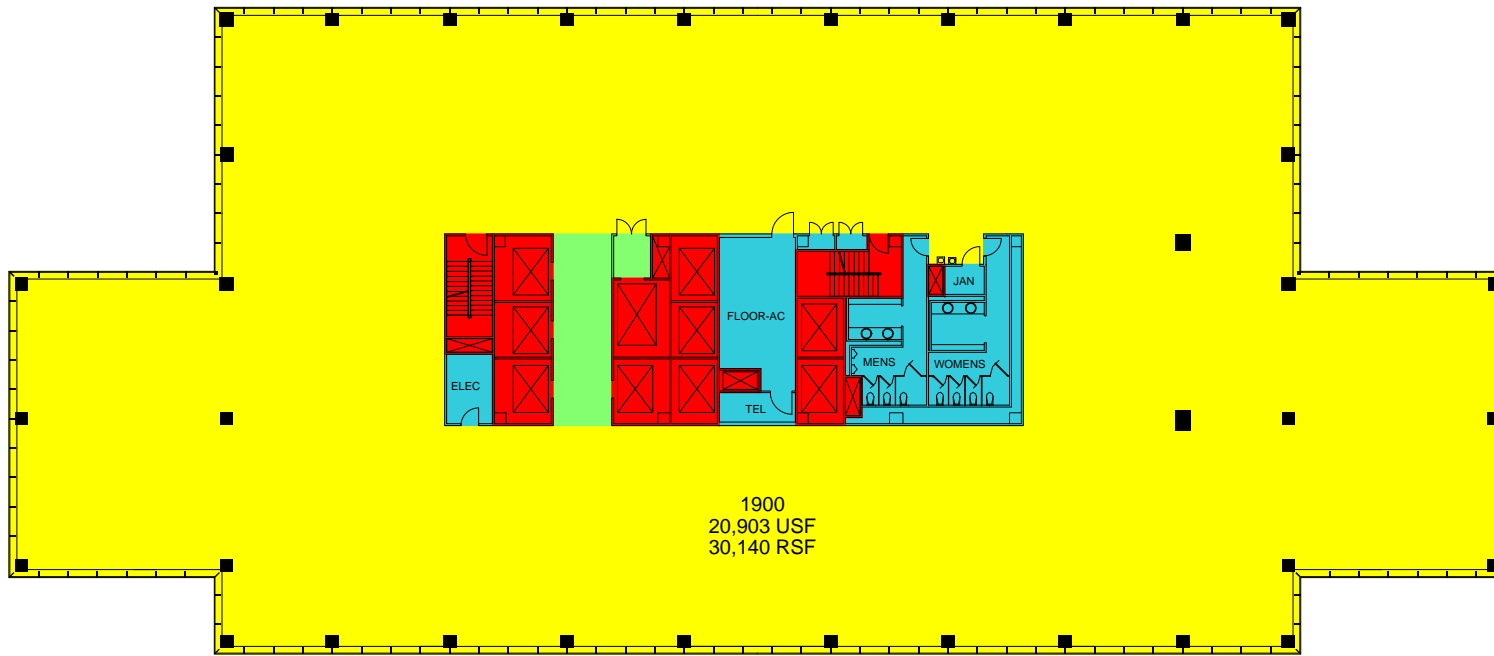 JAN
FLOOR-AC
MENS
WOMENS
ELEC
TEL
1900
20,903 USF
30,140 RSF